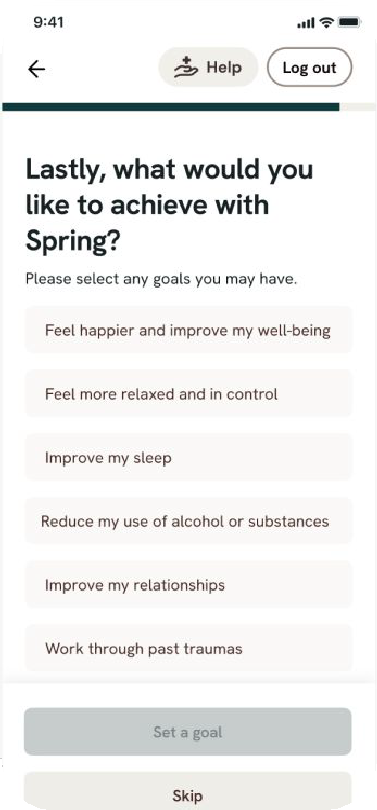 9:41
Help
Log out
Lastly, what would you
like to achieve with
Spring?
Please select any goals you may have.
Feel happier and improve my well-being
Feel more relaxed and in control
Improve my sleep
Reduce my use of alcohol or substances
Improve my relationships
Work through past traumas
Set a goal
Skip